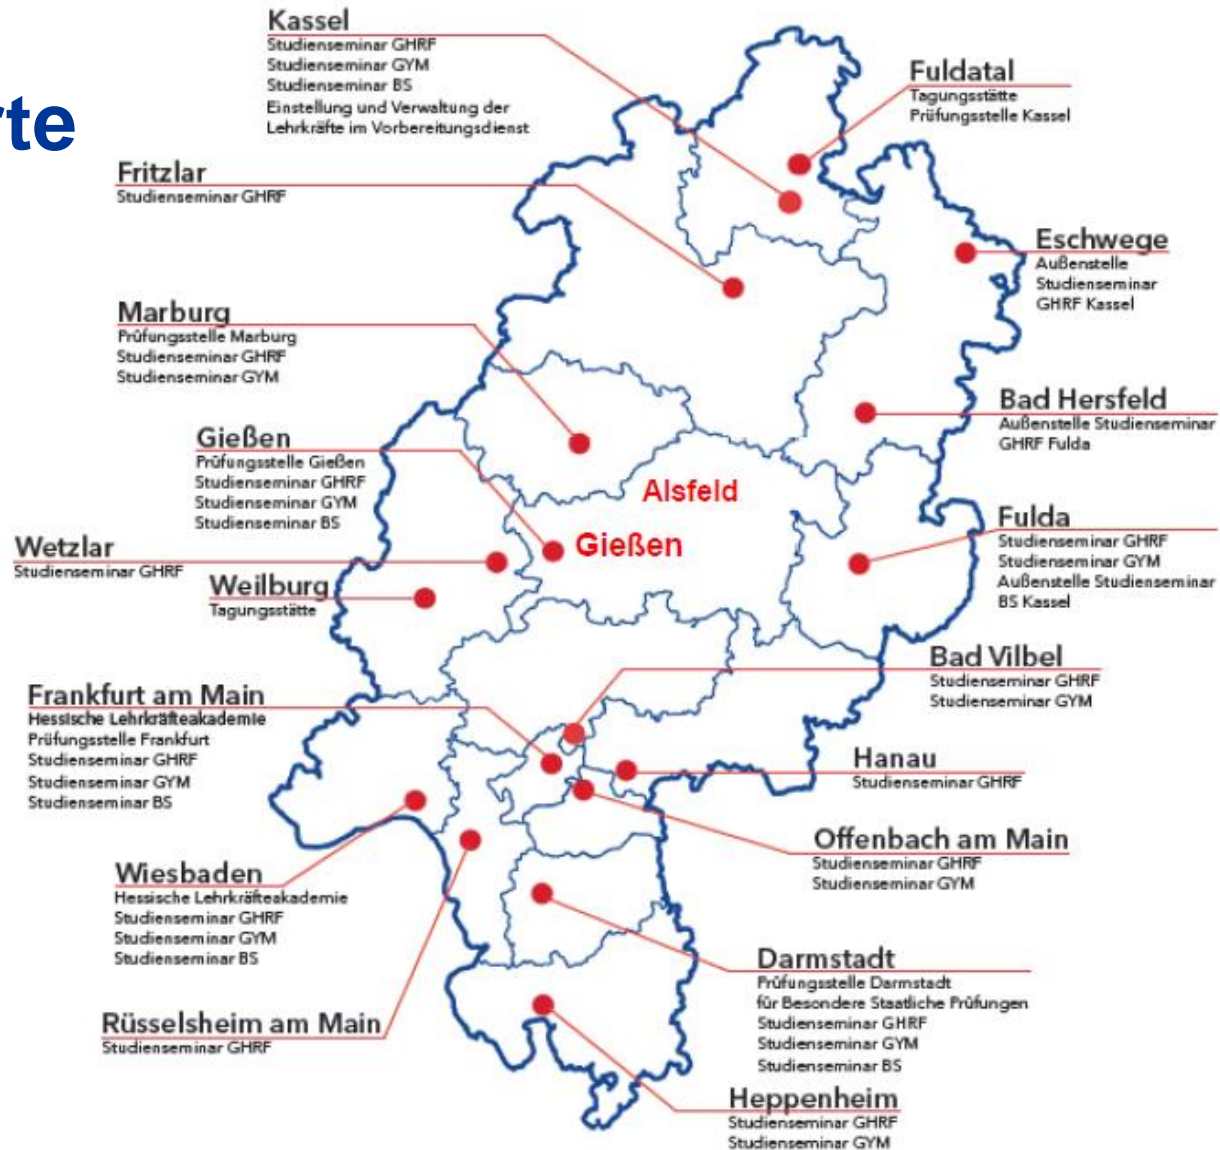 rte
Kassel
Studienseminar GHRF
Studienseminar GYM
Studienseminar BS
Einstellung und Verwaltung der
Lehrkräfte im Vorbereitungsdienst
Fuldatal
Tagungsstätte
Prüfungsstelle Kassel
Fritzlar
Studienseminar GHRF
Eschwege
Außenstelle
Studienseminar
GHRF Kassel
Marburg
Prüfungsstelle Marburg
Studienseminar GHRF
Studienseminar GYM
Bad Hersfeld
Außenstelle Studienseminar
GHRF Fulda
Gießen
Prüfungsstelle Gießen
Studienseminar GHRF
Studienseminar GYM
Studienseminar BS
Alsfeld
Gießen
Fulda
Studienseminar GHRF
Studienseminar GYM
Außenstelle Studienseminar
BS Kassel
Wetzlar
Studienseminar GHRF
Weilburg
Tagungsstätte
Bad Vilbel
Studienseminar GHRF
Studienseminar GYM
Frankfurt am Main
Hessische Lehrkräfteakademie
Prüfungsstelle Frankfurt
Studienseminar GHRF
Studienseminar GYM
Studienseminar BS
Hanau
Studienseminar GHRF
Offenbach am Main
Studienseminar GHRF
Studienseminar GYM
Wiesbaden
Hessische Lehrkräfteakademie
Studienseminar GHRF
Studienseminar GYM
Studienseminar BS
Darmstadt
Prüfungsstelle Darmstadt
für Besondere Staatliche Prüfungen
Studienseminar GHRF
Studienseminar GYM
Studienseminar BS
Rüsselsheim am Main
Studienseminar GHRF
Heppenheim
Studienseminar GHRF
Studienseminar GYM